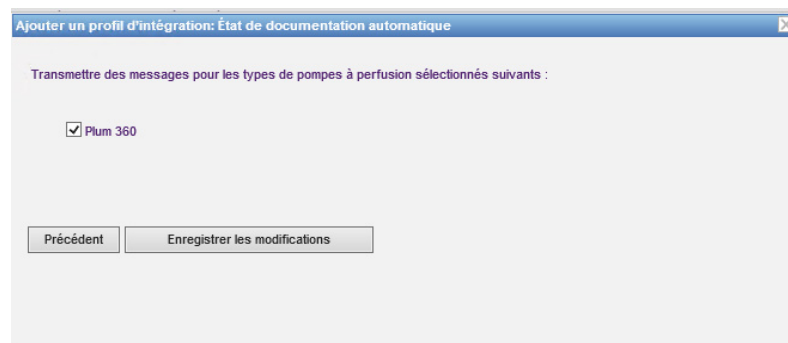 Ajouter un profil d'intégration: État de documentation automatique
Transmettre des messages pour les types de pompes à perfusion sélectionnés suivants :
Plum 360
Précédent
Enregistrer les modifications